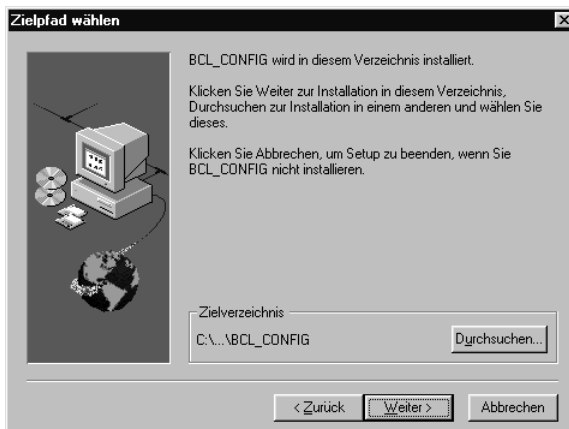 Zielpfad wählen
BCL_CONFIG wird in diesem Verzeichnis installiert.
Klicken Sie Weiter zur Installation in diesem Verzeichnis,
Durchsuchen zur Installation in einem anderen und wählen Sie
dieses.
Klicken Sie Abbrechen, um Setup zu beenden, wenn Sie
BCL_CONFIG nicht installieren.
Zielverzeichnis
C:\...\BCL_CONFIG
Durchsuchen...
< Zurück
Weiter >
Abbrechen